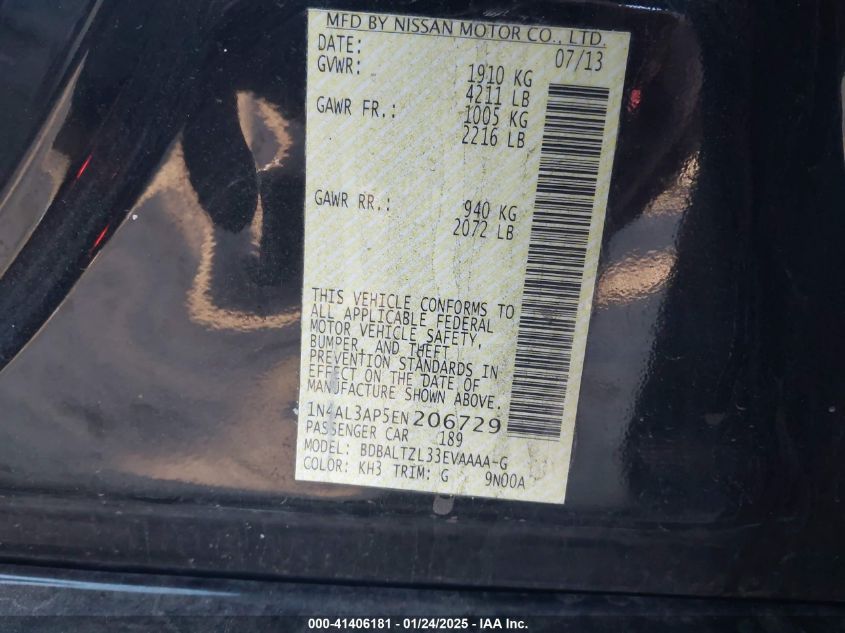 MFD BY NISSAN MOTOR CO., LTD.
DATE: 07/13
GVWR: 1910 KG
4211 LB
GAWR FR.: 1005 KG
2216 LB
GAWR RR.: 940 KG
2072 LB
THIS VEHICLE CONFORMS TO
ALL APPLICABLE FEDERAL
MOTOR VEHICLE SAFETY,
BUMPER, AND THEFT
PREVENTION STANDARDS IN
EFFECT ON THE DATE OF
MANUFACTURE SHOWN ABOVE.
1N4AL3AP5EN206729
PASSENGER CAR 189
MODEL: BDBALTZL33EVAAAA-G
COLOR: KH3 TRIM: G 9N00A
000-41406181 - 01/24/2025 - IAA Inc.